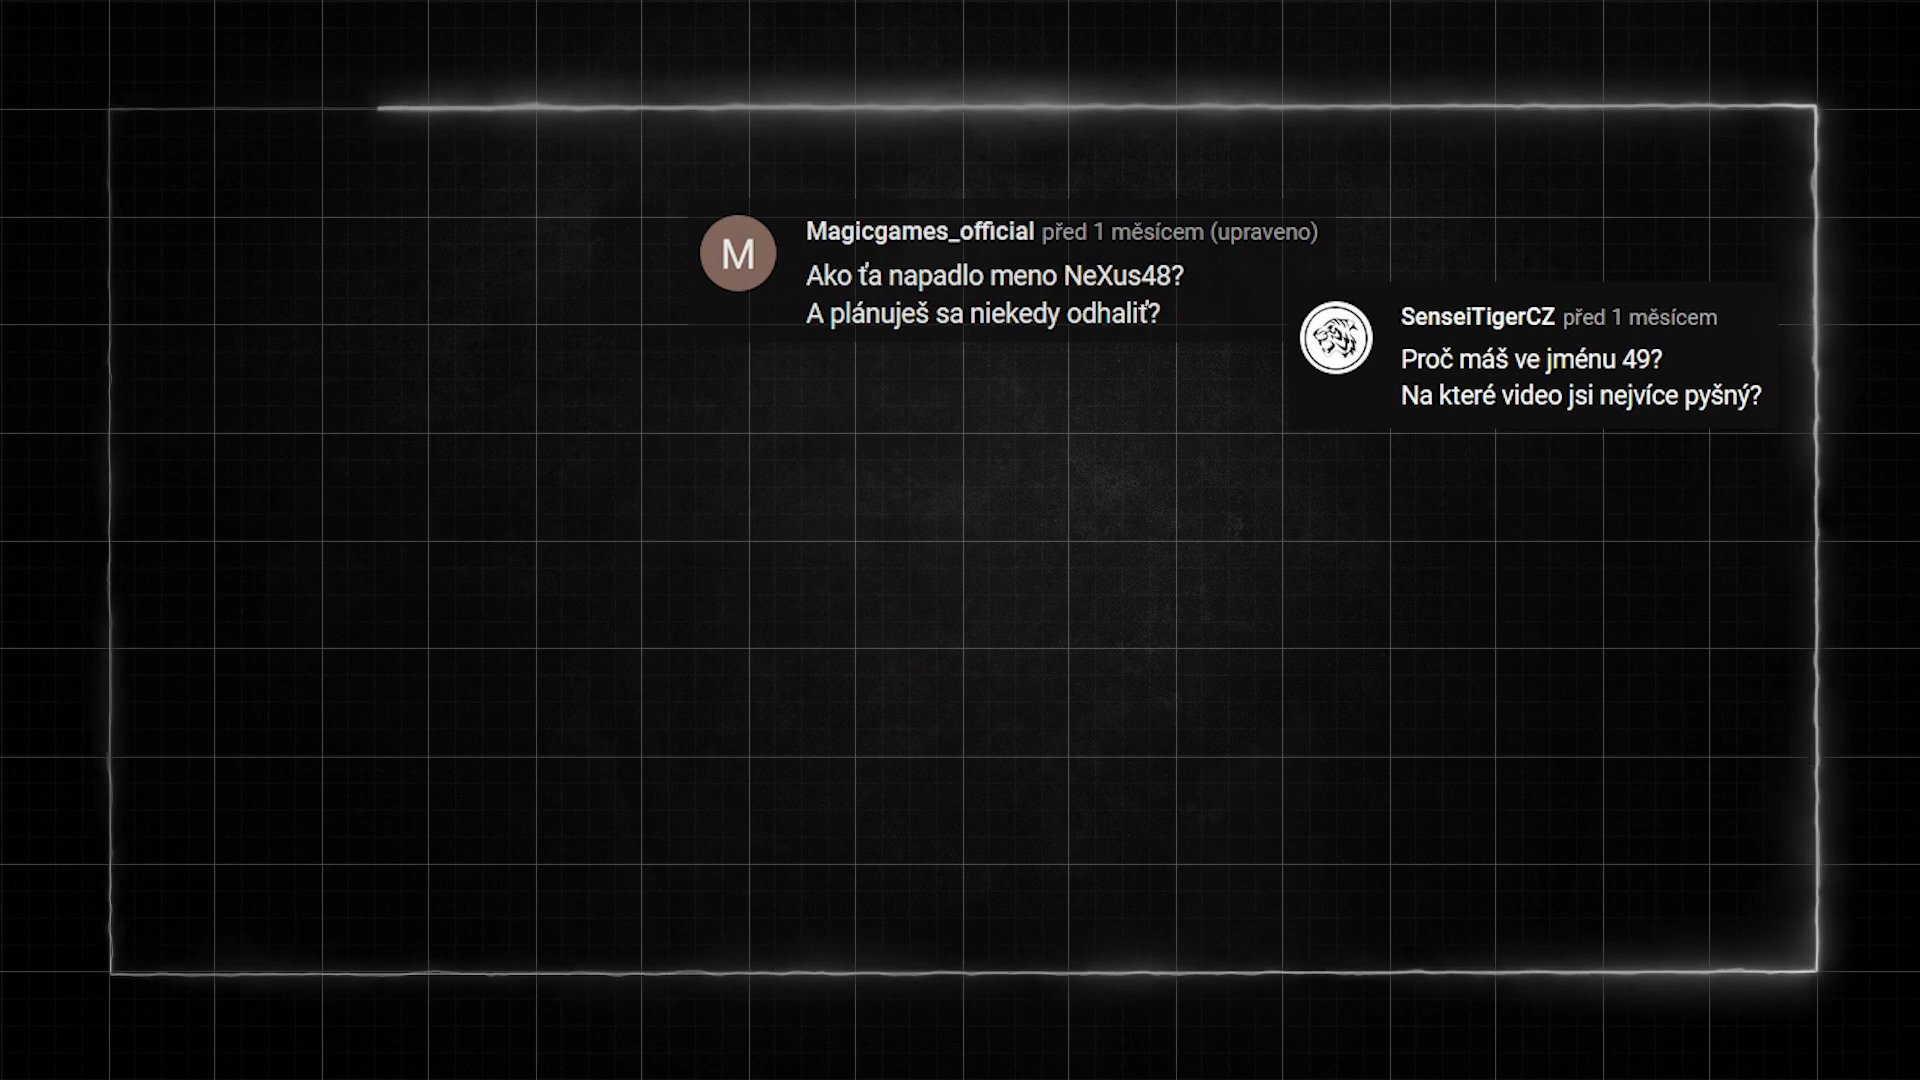 M
Magicgames_official před 1 měsícem (upraveno)
Ako ťa napadlo meno NeXus48?
A plánuješ sa niekedy odhaliť?
SenseiTigerCZ před 1 měsícem
Proč máš ve jménu 49?
Na které video jsi nejvíce pyšný?